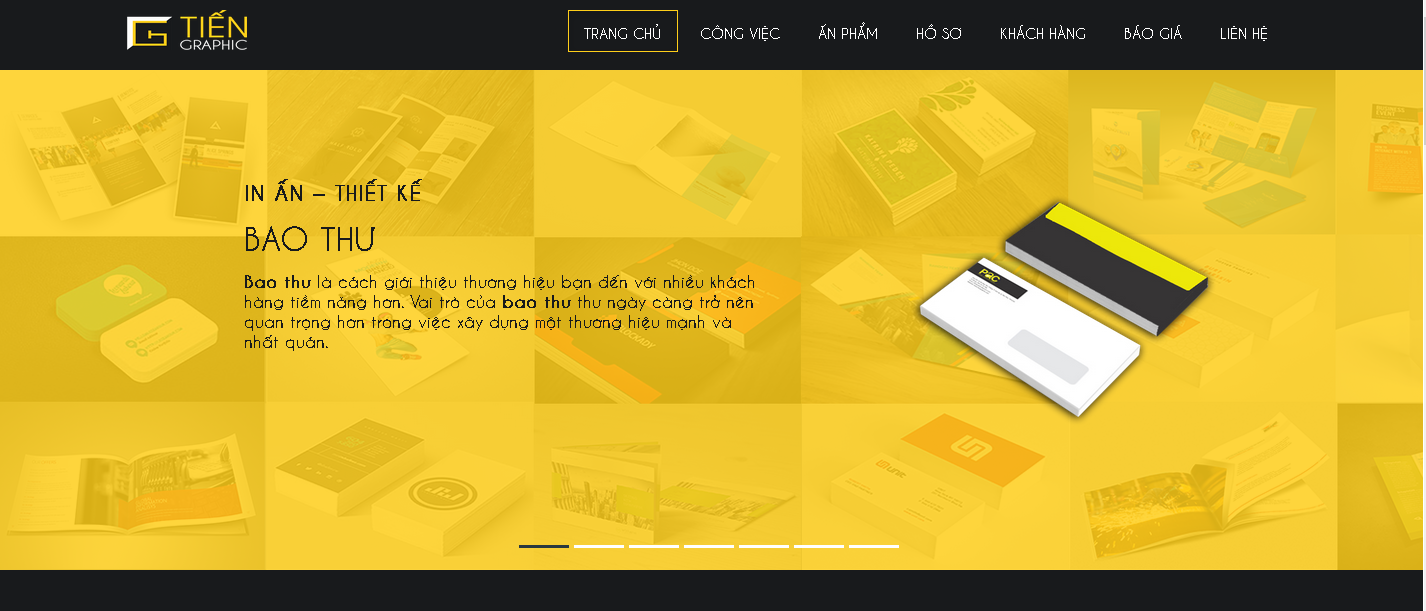 TIẾN
GRAPHIC
TRANG CHỦ
CÔNG VIỆC
ẤN PHẨM
HỒ SƠ
KHÁCH HÀNG
BÁO GIÁ
LIÊN HỆ
IN ẤN – THIẾT KẾ
BAO THƯ
Bao thư là cách giới thiệu thương hiệu bạn đến với nhiều khách
hàng tiềm năng hơn. Vai trò của bao thư thư ngày càng trở nên
quan trọng hơn trong việc xây dựng một thương hiệu mạnh và
nhất quán.